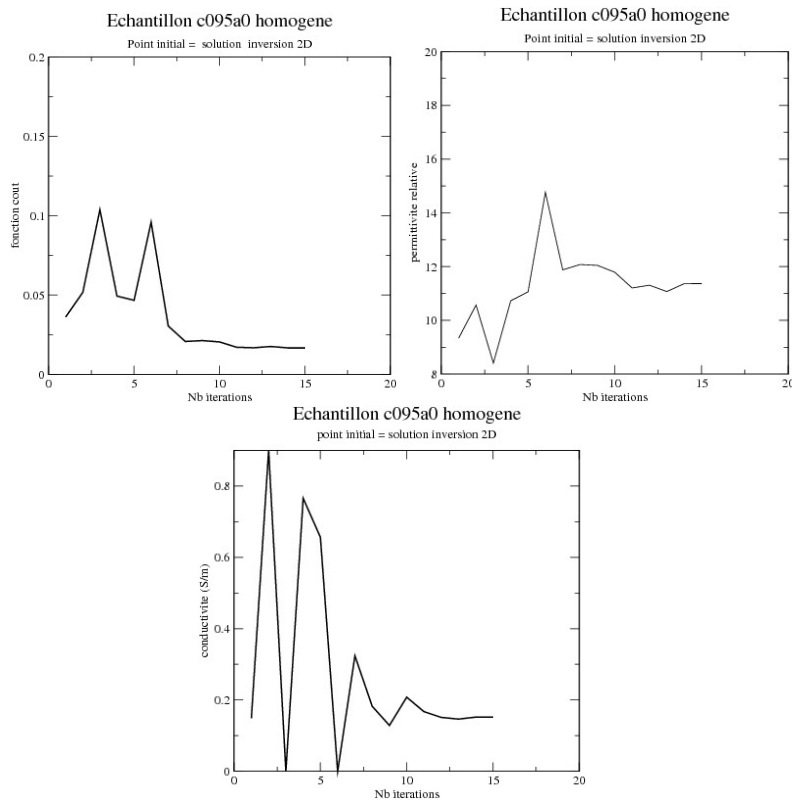 Echantillon c095a0 homogene
Point initial = solution inversion 2D
0.2
0.15
0.1
0.05
0
fonction cout
0 5 10 15 20
Nb iterions
Echantillon c095a0 homogene
Point initial = solution inversion 2D
20
18
16
14
12
10
8
permittivite relative
0 5 10 15 20
Nb iterations
Echantillon c095a0 homogene
point initial = solution inversion 2D
0.8
0.6
0.4
0.2
0
conductivite (S/m)
0 5 10 15 20
Nb iterations